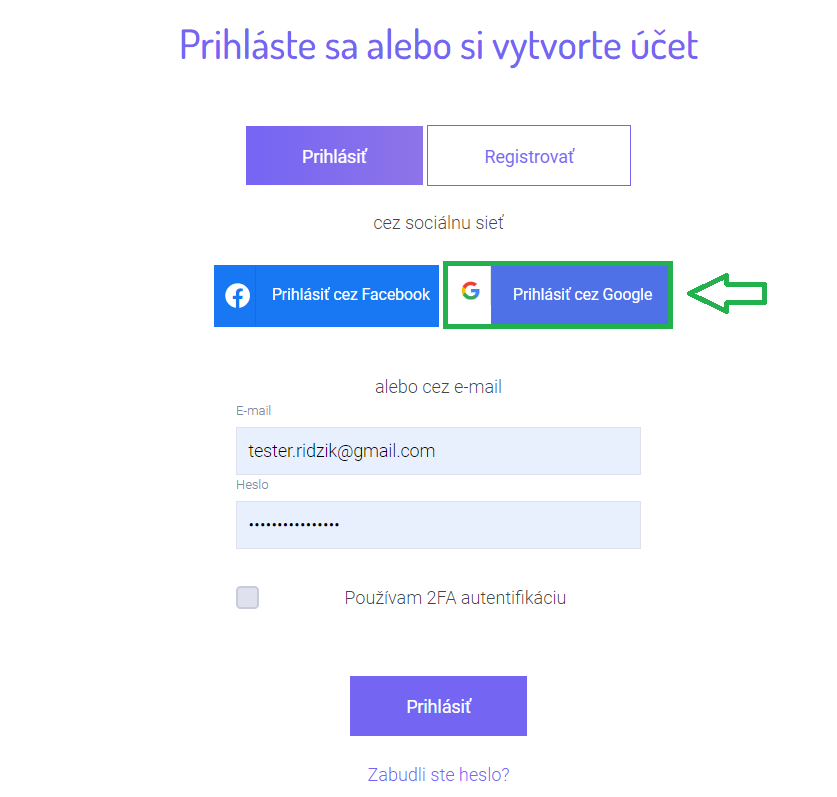 Prihláste sa alebo si vytvorte účet
Prihlásiť
Registrovať
cez sociálnu sieť
Prihlásiť cez Facebook
Prihlásiť cez Google
alebo cez e-mail
E-mail
tester.ridzik@gmail.com
Heslo
••••••••••••••••
Používam 2FA autentifikáciu
Prihlásiť
Zabudli ste heslo?